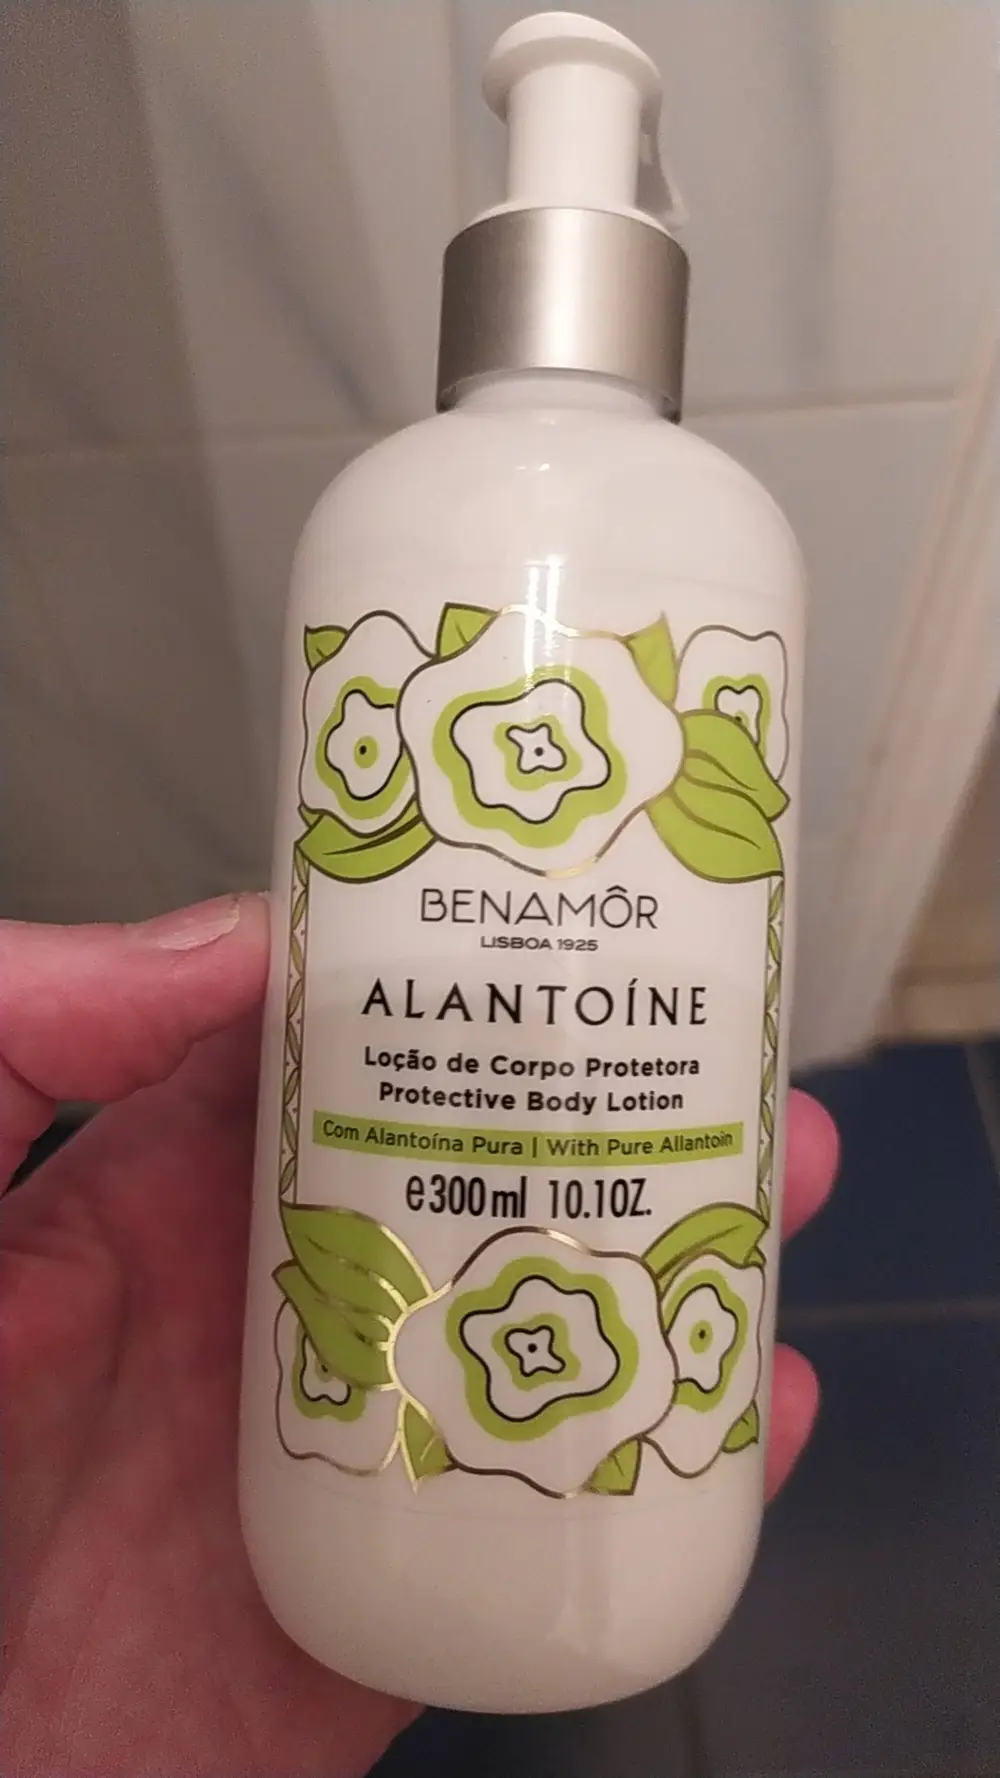 BENAMÔR
LISBOA 1925
ALANTOÍNE
Loção de Corpo Protetora
Protective Body Lotion
Com Alantoína Pura | With Pure Allantoin
℮300ml 10.1OZ.